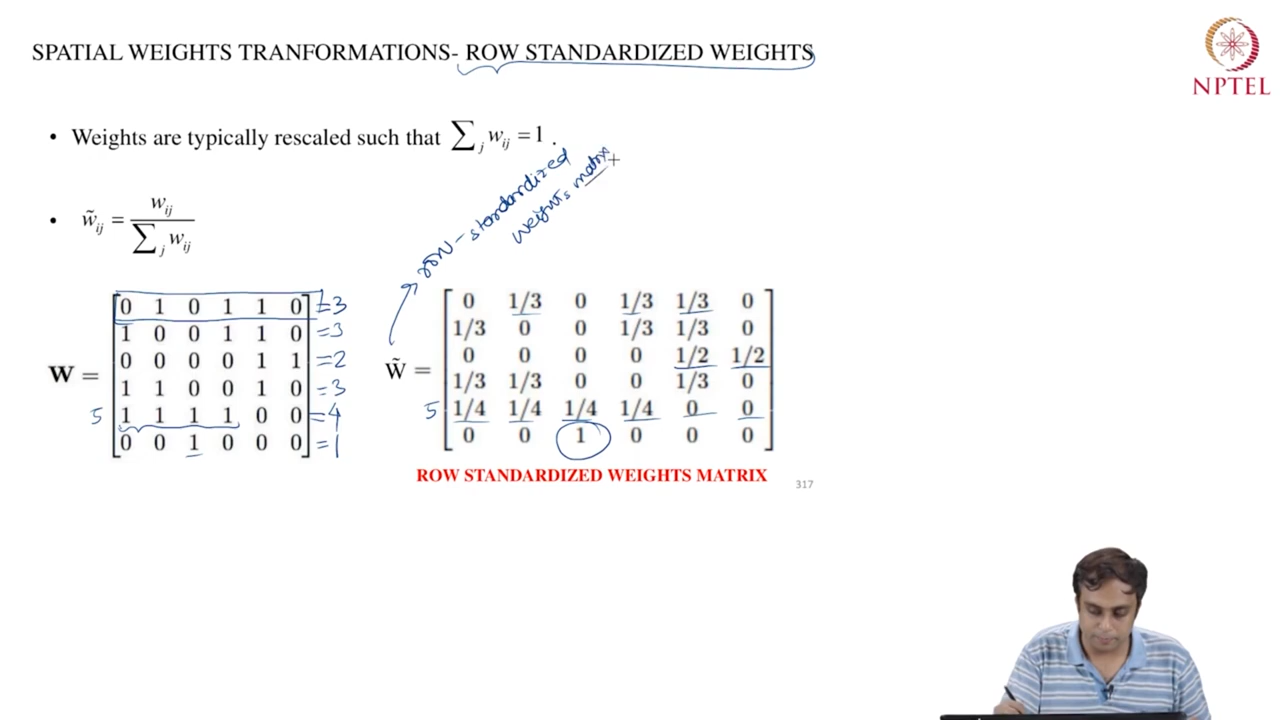 SPATIAL WEIGHTS TRANFORMATIONS- ROW STANDARDIZED WEIGHTS
NPTEL
• Weights are typically rescaled such that ∑_j w_ij = 1 .
row-standardized
weights matrix
• w̃_ij = w_ij / ∑_j w_ij
W =
0 1 0 1 1 0 =3
1 0 0 1 1 0 =3
0 0 0 0 1 1 =2
1 1 0 0 1 0 =3
5 1 1 1 1 0 0 =4
0 0 1 0 0 0 =1
W̃ =
0 1/3 0 1/3 1/3 0
1/3 0 0 1/3 1/3 0
0 0 0 0 1/2 1/2
1/3 1/3 0 0 1/3 0
5 1/4 1/4 1/4 1/4 0 0
0 0 1 0 0 0
ROW STANDARDIZED WEIGHTS MATRIX
317